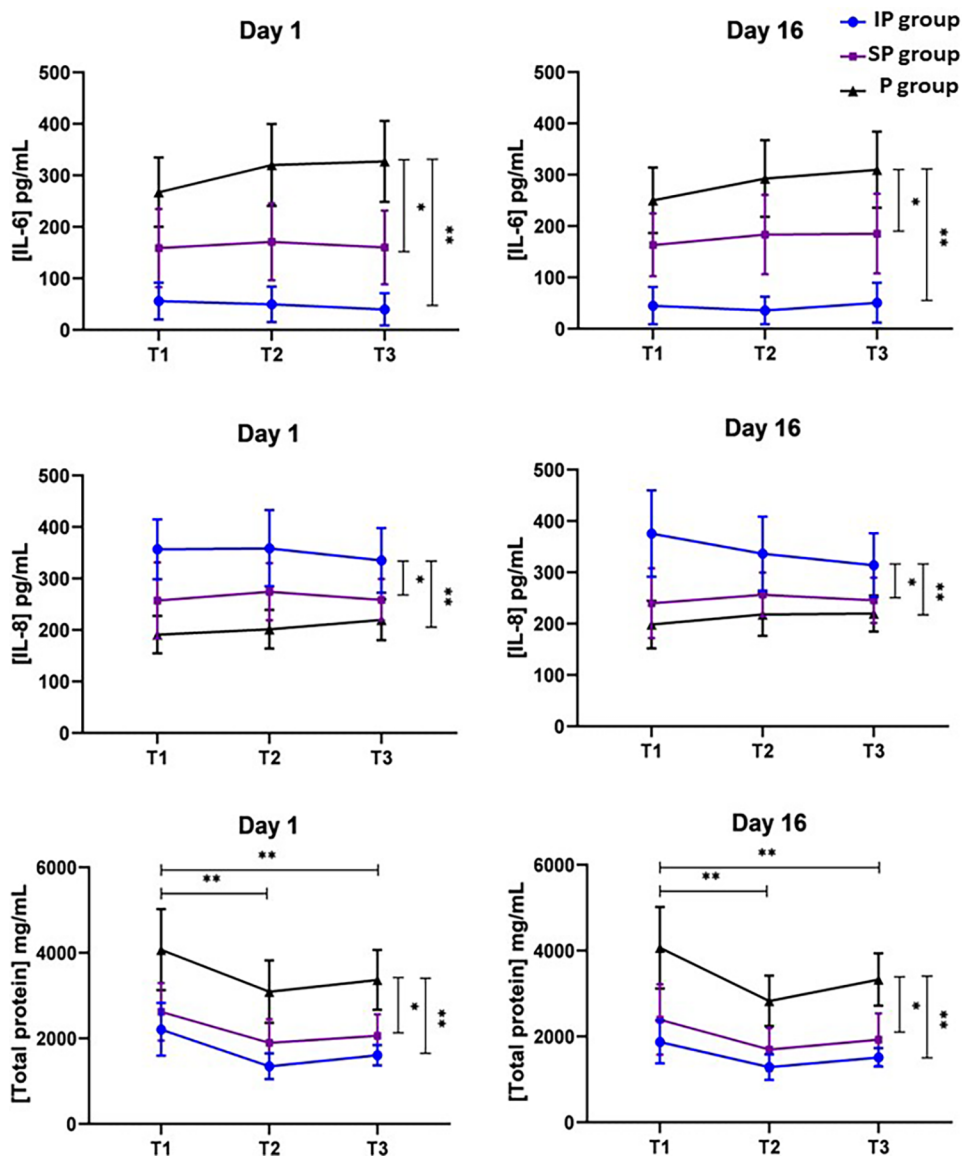 Day 1
Day 16
IP group
SP group
P group
[IL-6] pg/mL
500
400
300
200
100
0
T1 T2 T3
*
**
[IL-6] pg/mL
500
400
300
200
100
0
T1 T2 T3
*
**
Day 1
Day 16
[IL-8] pg/mL
500
400
300
200
100
0
T1 T2 T3
*
**
[IL-8] pg/mL
500
400
300
200
100
0
T1 T2 T3
*
**
Day 1
Day 16
[Total protein] mg/mL
6000
4000
2000
0
T1 T2 T3
**
**
*
**
[Total protein] mg/mL
6000
4000
2000
0
T1 T2 T3
**
**
*
**